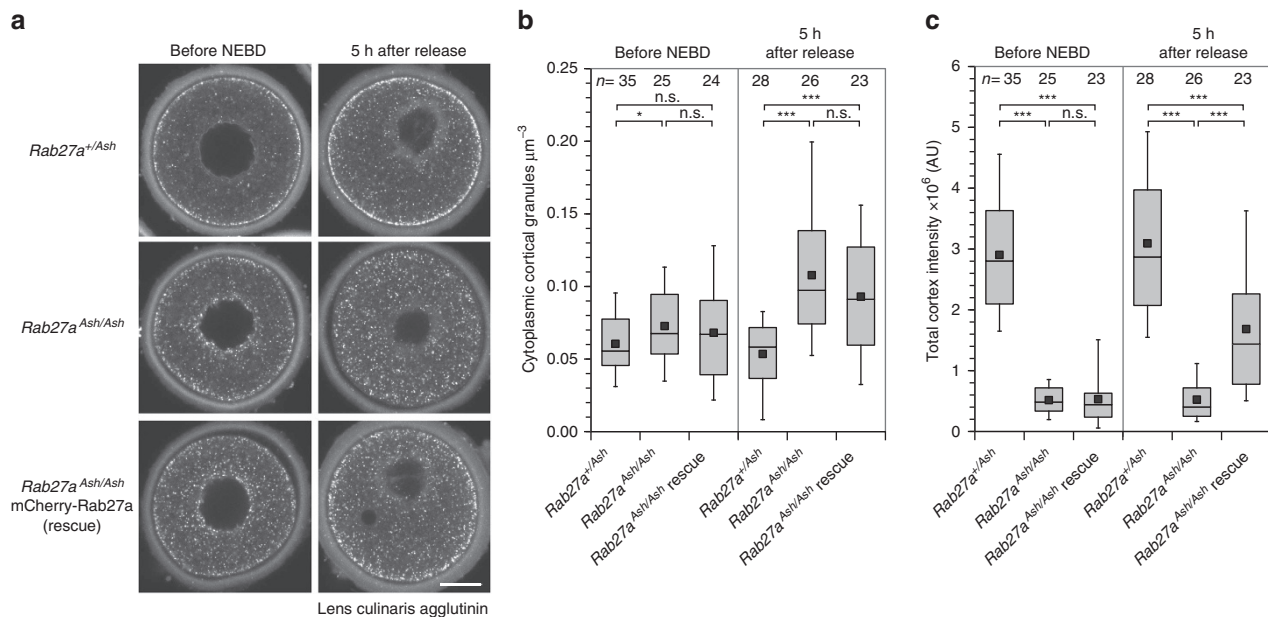 a
Before NEBD
5 h after release
Rab27a+/Ash
Rab27aAsh/Ash
Rab27aAsh/Ash
mCherry-Rab27a
(rescue)
Lens culinaris agglutinin
b
Before NEBD
5 h
after release
n= 35 25 24 28 26 23
n.s.
***
* n.s. *** n.s.
Cytoplasmic cortical granules μm−3
0.25
0.20
0.15
0.10
0.05
0.00
Rab27a+/Ash
Rab27aAsh/Ash
Rab27aAsh/Ash rescue
Rab27a+/Ash
Rab27aAsh/Ash
Rab27aAsh/Ash rescue
c
Before NEBD
5 h
after release
n= 35 25 23 28 26 23
***
***
*** n.s. *** ***
Total cortex intensity ×10⁶ (AU)
6
5
4
3
2
1
0
Rab27a+/Ash
Rab27aAsh/Ash
Rab27aAsh/Ash rescue
Rab27a+/Ash
Rab27aAsh/Ash
Rab27aAsh/Ash rescue